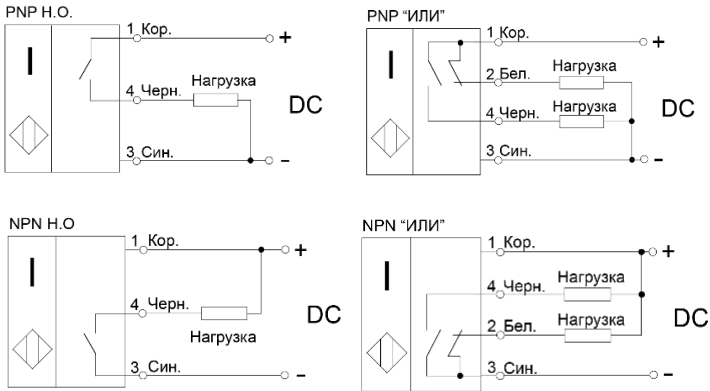 PNP Н.О.
1 Кор. +
Нагрузка
4 Черн.
DC
3 Син. –
PNP “ИЛИ”
1 Кор. +
Нагрузка
2 Бел.
Нагрузка
4 Черн.
DC
3 Син. –
NPN Н.О
1 Кор. +
4 Черн.
Нагрузка
DC
3 Син. –
NPN “ИЛИ”
1 Кор. +
Нагрузка
4 Черн.
Нагрузка
2 Бел.
DC
3 Син. –